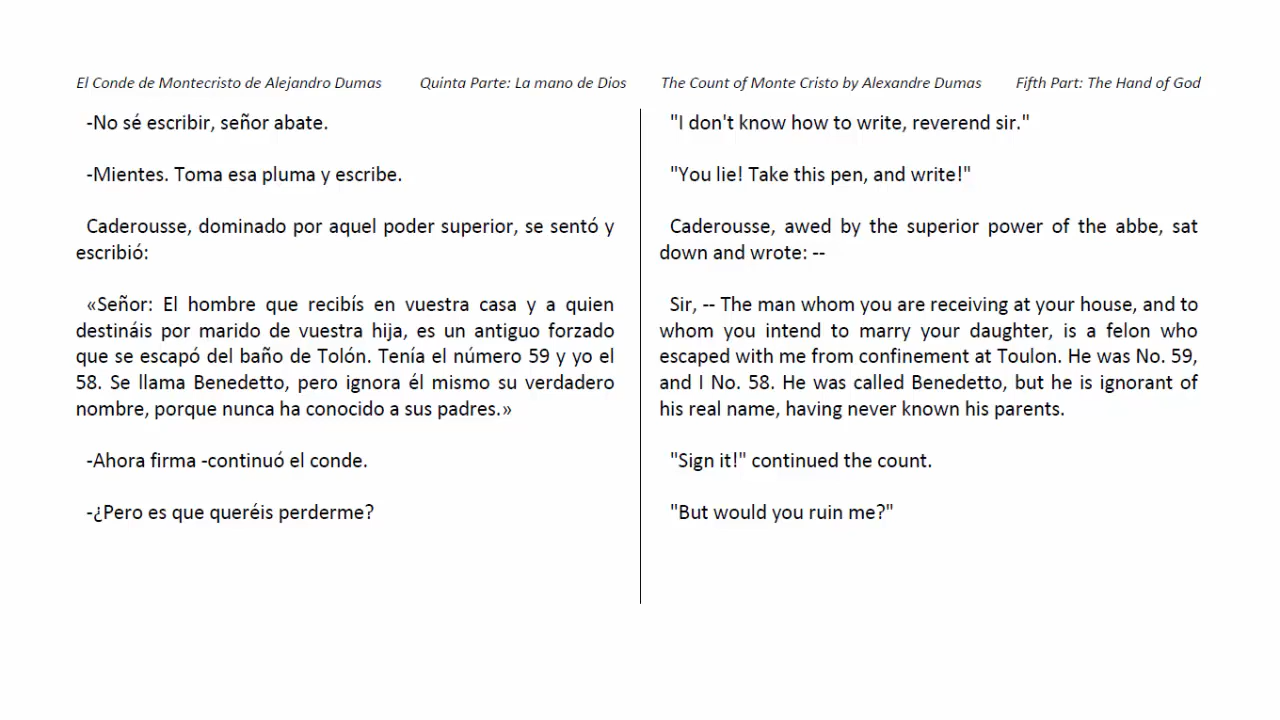 El Conde de Montecristo de Alejandro Dumas Quinta Parte: La mano de Dios
-No sé escribir, señor abate.
-Mientes. Toma esa pluma y escribe.
Caderousse, dominado por aquel poder superior, se sentó y
escribió:
«Señor: El hombre que recibís en vuestra casa y a quien
destináis por marido de vuestra hija, es un antiguo forzado
que se escapó del baño de Tolón. Tenía el número 59 y yo el
58. Se llama Benedetto, pero ignora él mismo su verdadero
nombre, porque nunca ha conocido a sus padres.»
-Ahora firma -continuó el conde.
-¿Pero es que queréis perderme?
The Count of Monte Cristo by Alexandre Dumas Fifth Part: The Hand of God
"I don't know how to write, reverend sir."
"You lie! Take this pen, and write!"
Caderousse, awed by the superior power of the abbe, sat
down and wrote: --
Sir, -- The man whom you are receiving at your house, and to
whom you intend to marry your daughter, is a felon who
escaped with me from confinement at Toulon. He was No. 59,
and I No. 58. He was called Benedetto, but he is ignorant of
his real name, having never known his parents.
"Sign it!" continued the count.
"But would you ruin me?"